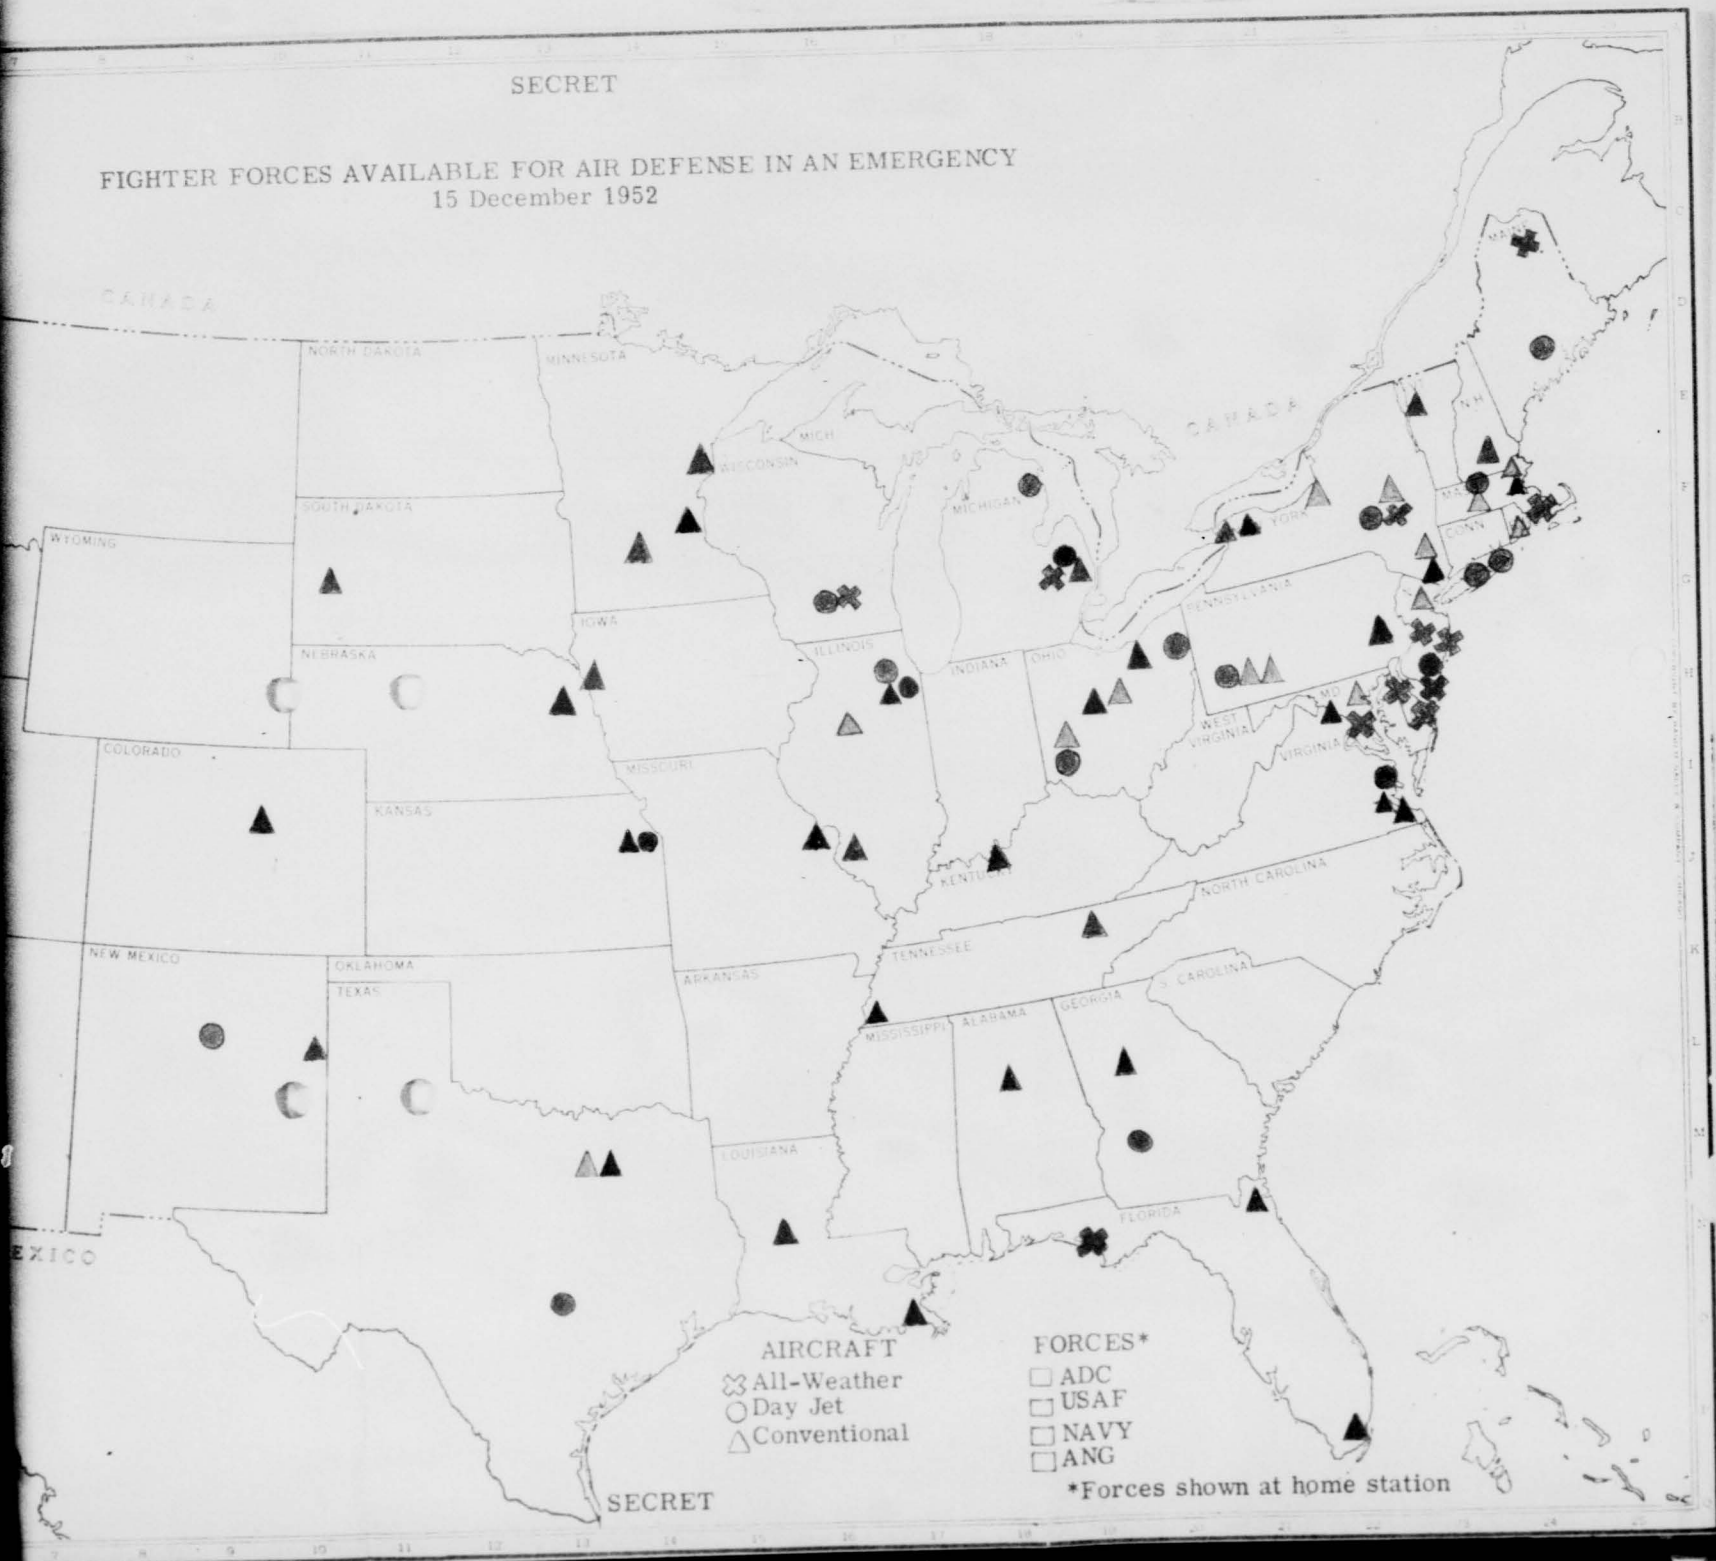 SECRET
FIGHTER FORCES AVAILABLE FOR AIR DEFENSE IN AN EMERGENCY
15 December 1952
CANADA
MAINE
NORTH DAKOTA
MINNESOTA
CANADA
N H
MICH
WISCONSIN
MICHIGAN
SOUTH DAKOTA
YORK
CONN
WYOMING
PENNSYLVANIA
IOWA
ILLINOIS
NEBRASKA
INDIANA
OHIO
MD
WEST
VIRGINIA
VIRGINIA
COLORADO
MISSOURI
KANSAS
KENTUCKY
NORTH CAROLINA
NEW MEXICO
OKLAHOMA
TENNESSEE
ARKANSAS
S. CAROLINA
TEXAS
GEORGIA
ALABAMA
MISSISSIPPI
LOUISIANA
FLORIDA
EXICO
AIRCRAFT
All-Weather
Day Jet
Conventional
FORCES*
ADC
USAF
NAVY
ANG
*Forces shown at home station
SECRET